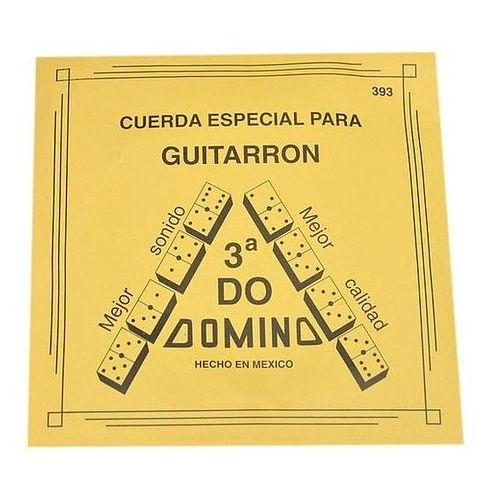 393
CUERDA ESPECIAL PARA
GUITARRON
Mejor sonido
Mejor calidad
3ª
DO
DOMINO
HECHO EN MEXICO